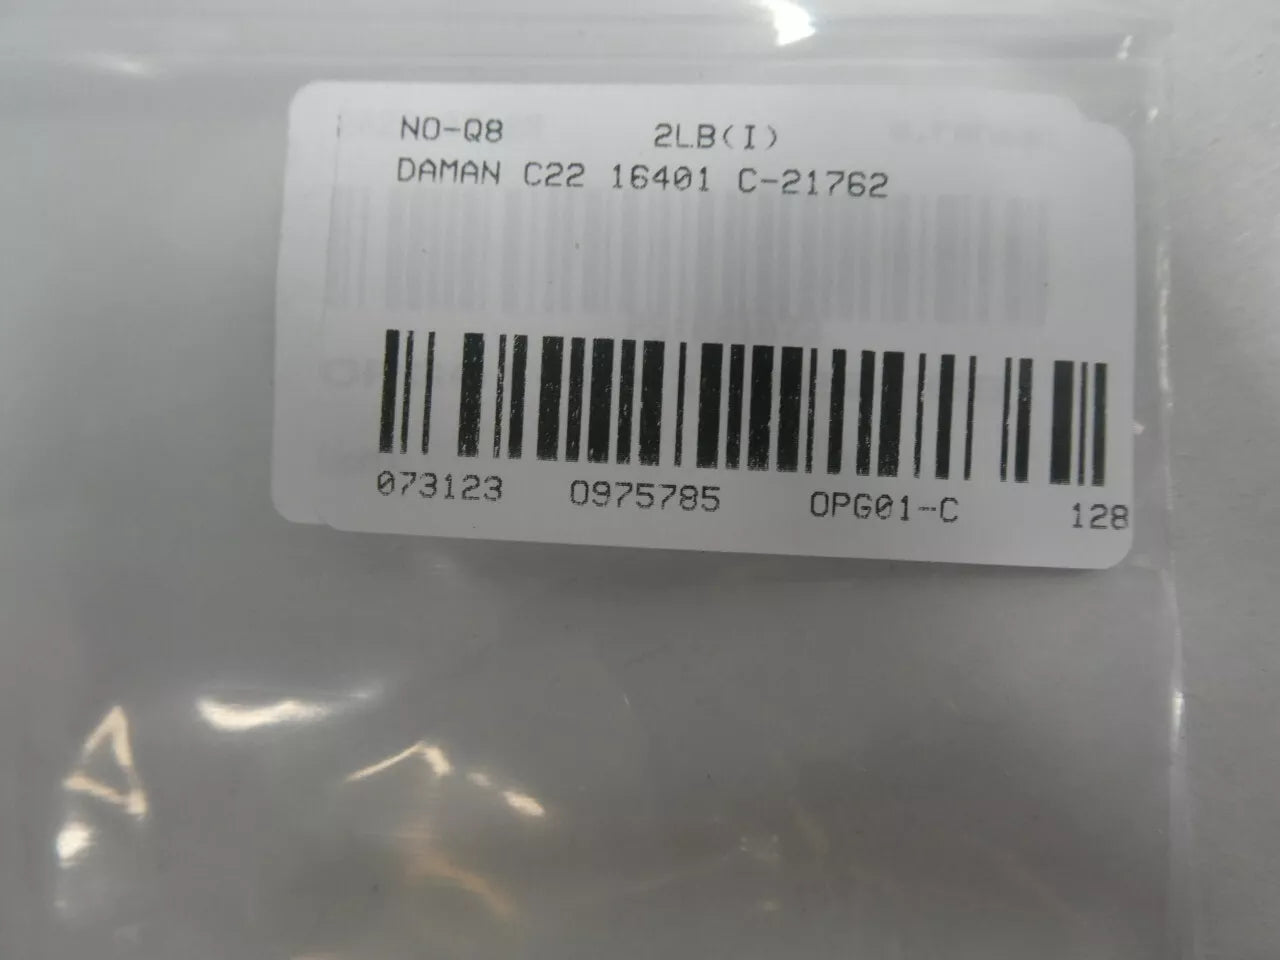 NO-Q8 2LB(I)
DAMAN C22 16401 C-21762
073123 0975785 OPG01-C 128